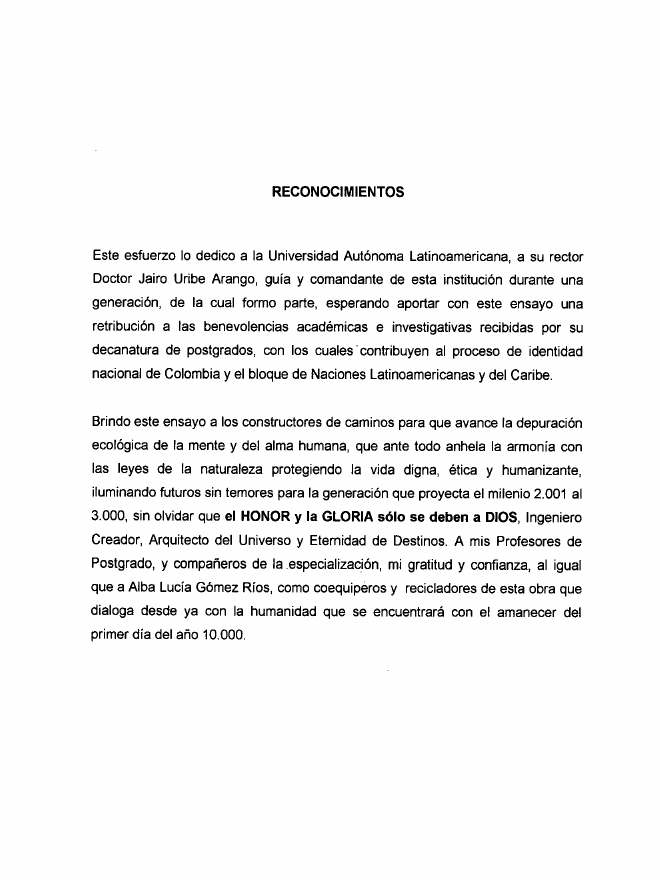 RECONOCIMIENTOS
Este esfuerzo lo dedico a la Universidad Autónoma Latinoamericana, a su rector
Doctor Jairo Uribe Arango, guía y comandante de esta institución durante una
generación, de la cual formo parte, esperando aportar con este ensayo una
retribución a las benevolencias académicas e investigativas recibidas por su
decanatura de postgrados, con los cuales contribuyen al proceso de identidad
nacional de Colombia y el bloque de Naciones Latinoamericanas y del Caribe.
Brindo este ensayo a los constructores de caminos para que avance la depuración
ecológica de la mente y del alma humana, que ante todo anhela la armonía con
las leyes de la naturaleza protegiendo la vida digna, ética y humanizante,
iluminando futuros sin temores para la generación que proyecta el milenio 2.001 al
3.000, sin olvidar que el HONOR y la GLORIA sólo se deben a DIOS, Ingeniero
Creador, Arquitecto del Universo y Eternidad de Destinos. A mis Profesores de
Postgrado, y compañeros de la especialización, mi gratitud y confianza, al igual
que a Alba Lucía Gómez Ríos, como coequiperos y recicladores de esta obra que
dialoga desde ya con la humanidad que se encuentrará con el amanecer del
primer día del año 10.000.